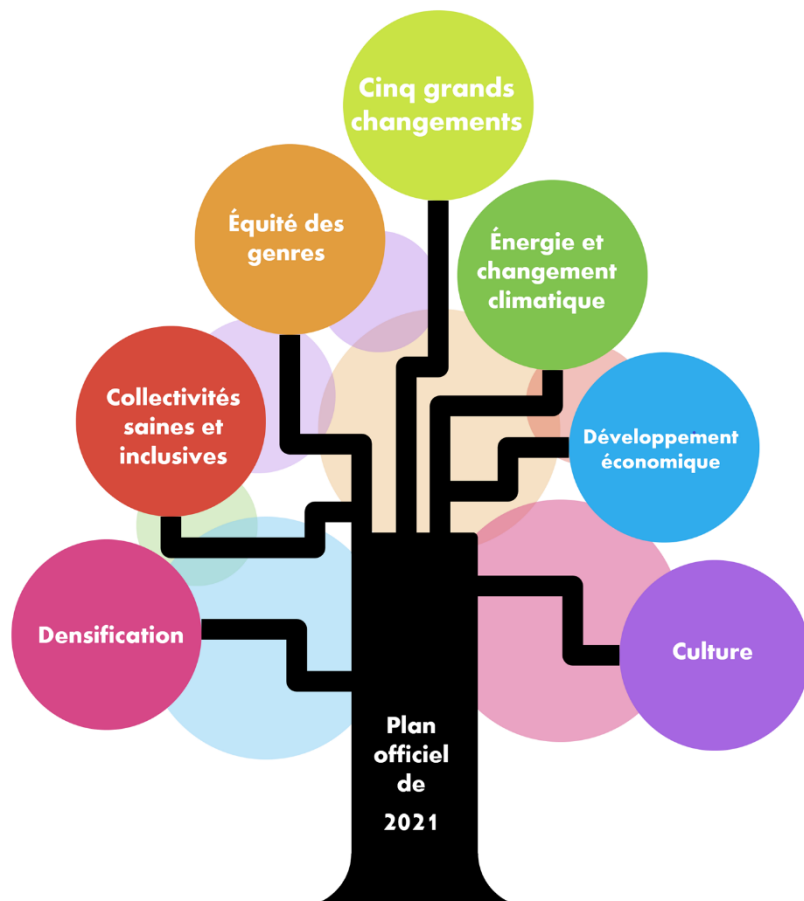 Cinq grands
changements
Équité des
genres
Énergie et
changement
climatique
Collectivités
saines et
inclusives
Développement
économique
Densification
Culture
Plan
officiel
de
2021